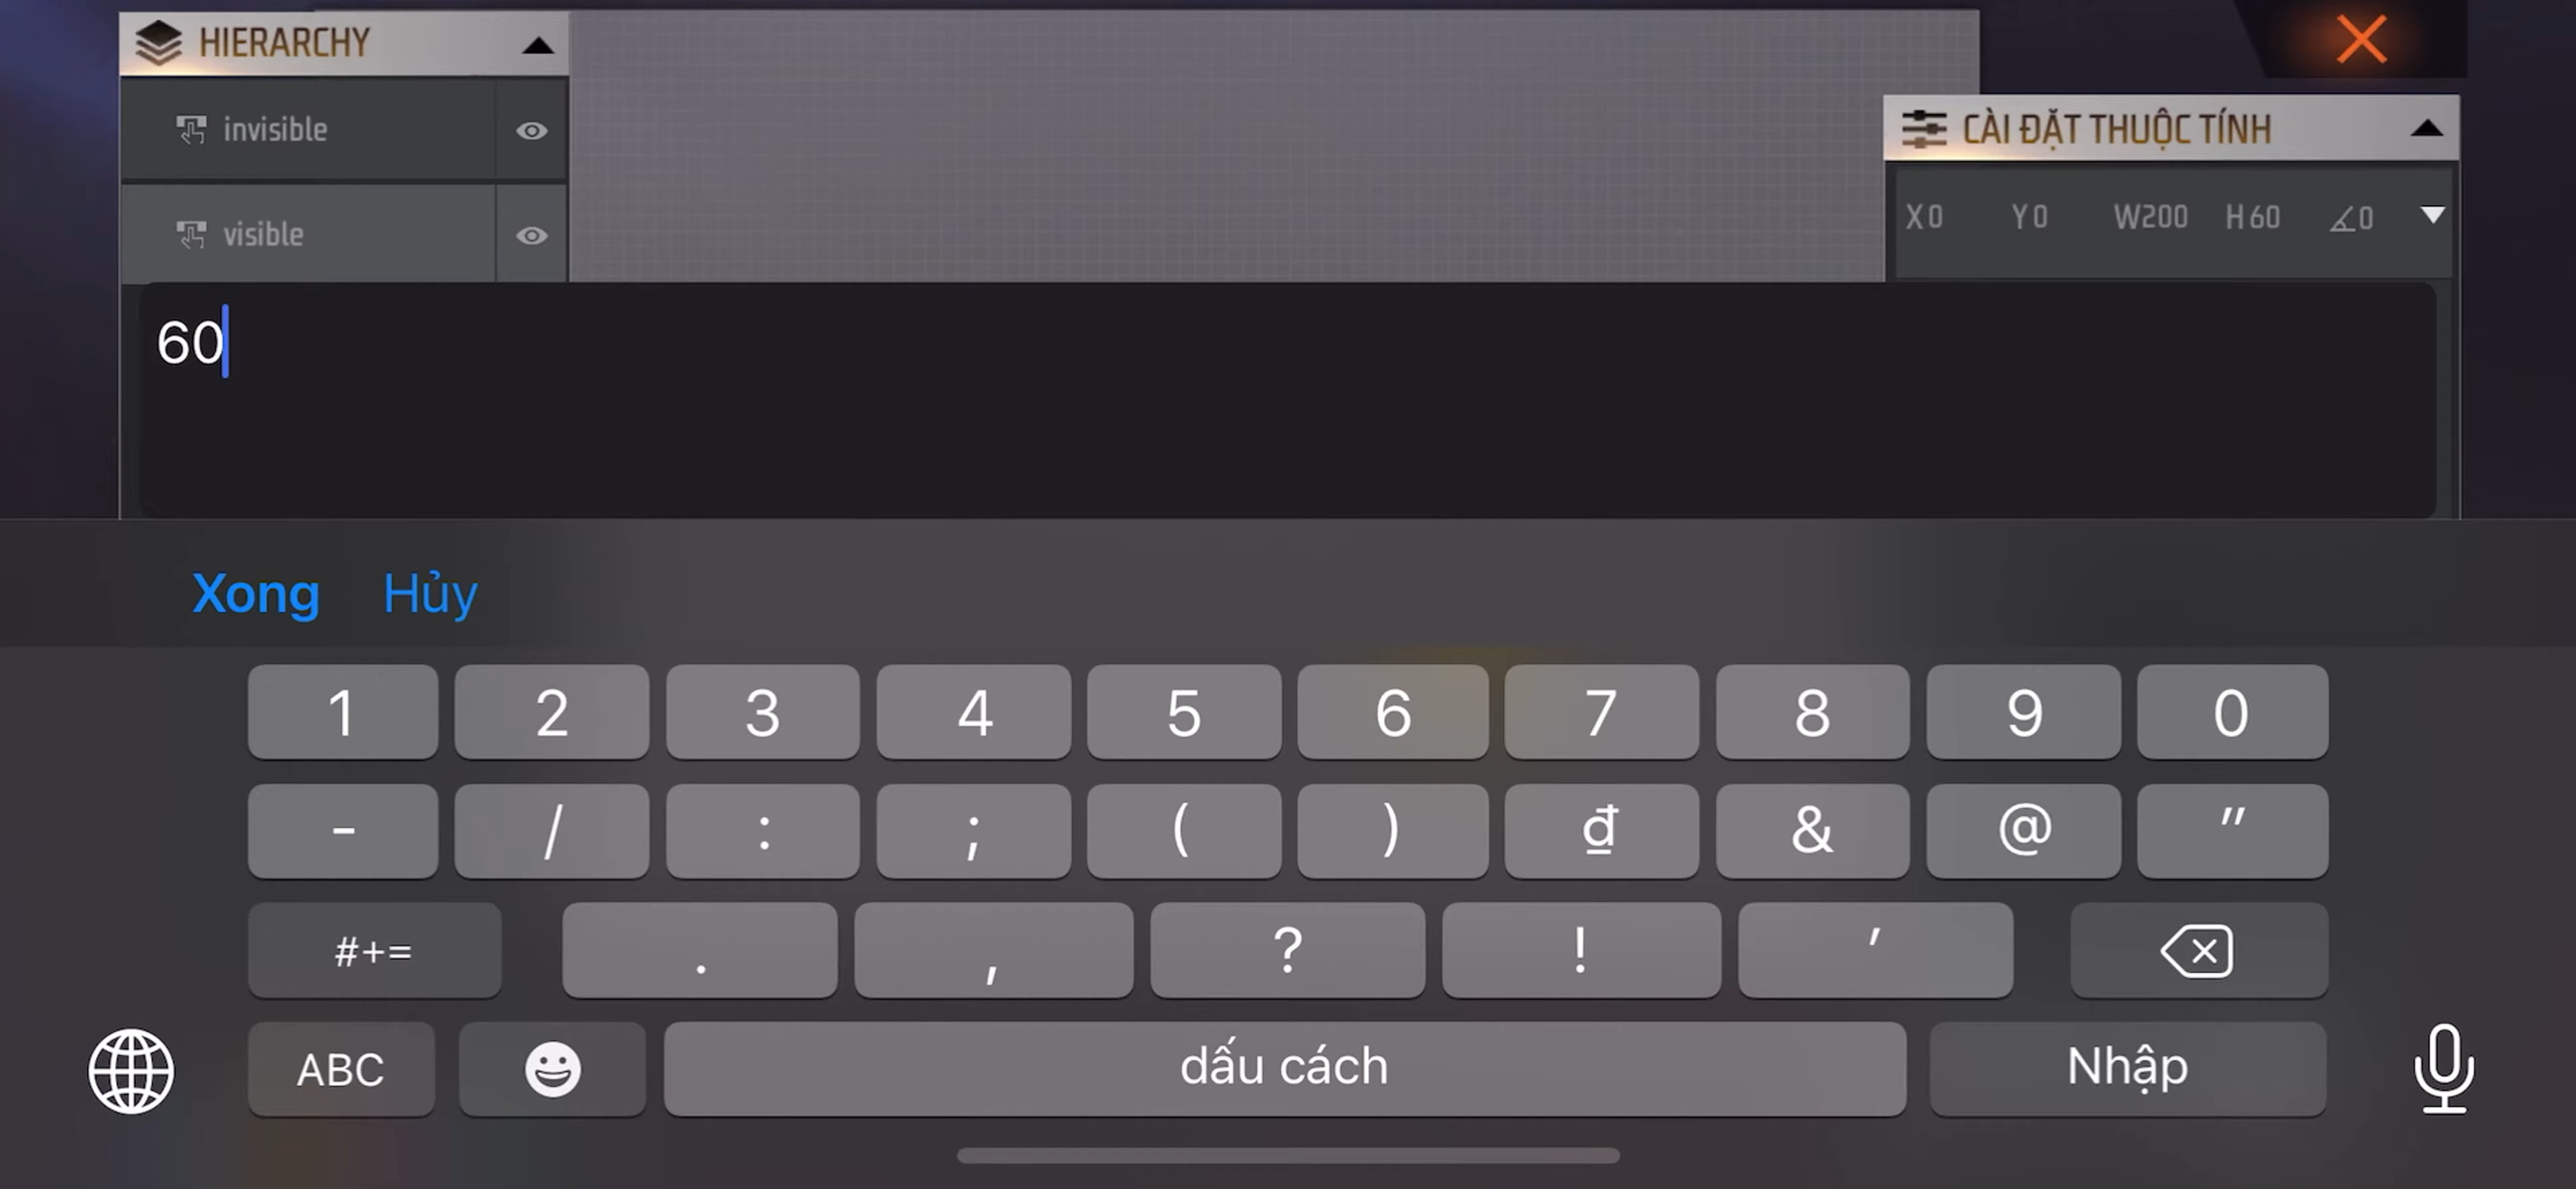 HIERARCHY
invisible
visible
CÀI ĐẶT THUỘC TÍNH
X0 Y0 W200 H60 ∠0
60
Xong Hủy
1 2 3 4 5 6 7 8 9 0
- / : ; ( ) ₫ & @ "
#+= . , ? ! '
ABC dấu cách Nhập